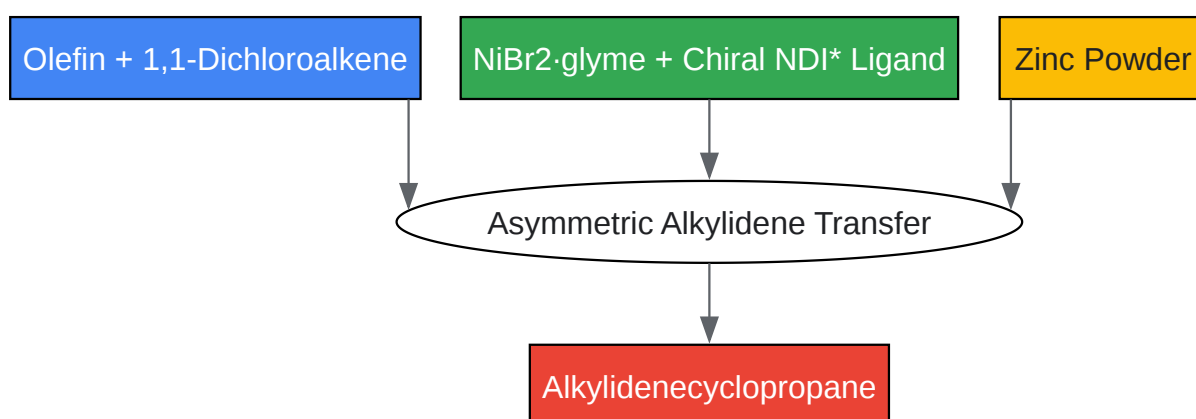 Olefin + 1,1-Dichloroalkene
NiBr2·glyme + Chiral NDI* Ligand
Zinc Powder
Asymmetric Alkylidene Transfer
Alkylidenecyclopropane